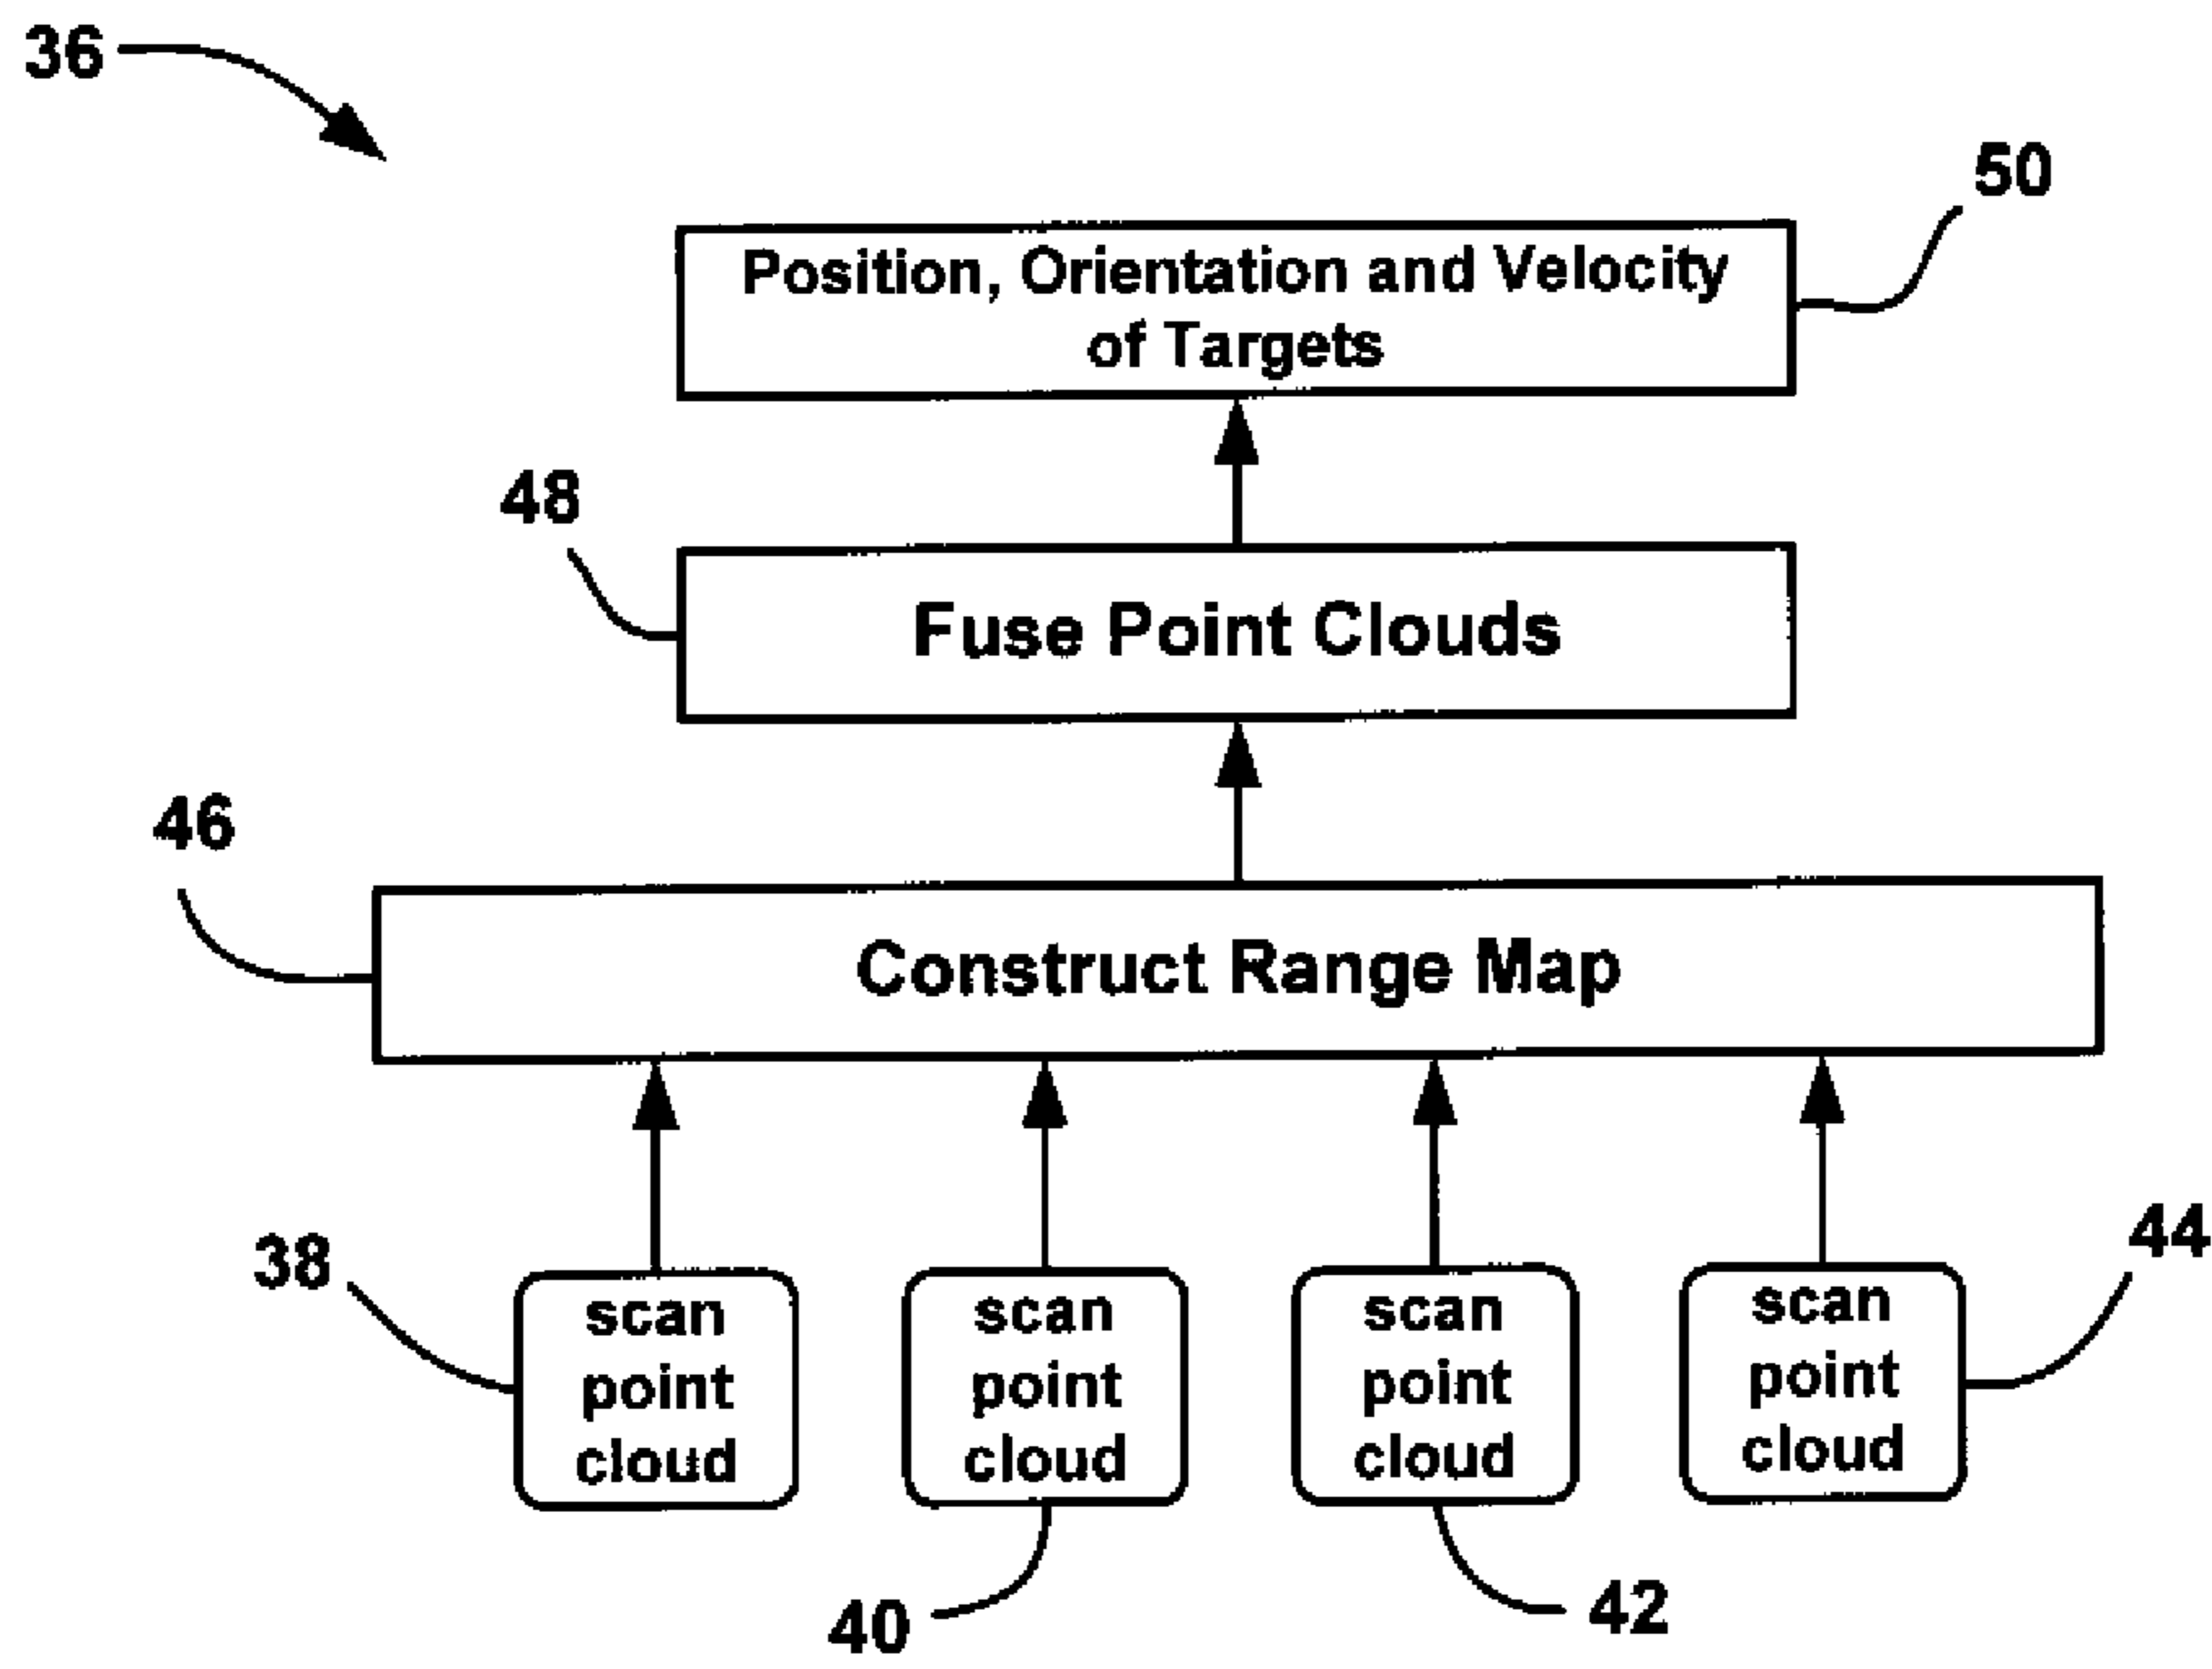 36
50
Position, Orientation and Velocity
of Targets
48
Fuse Point Clouds
46
Construct Range Map
38
44
scan
point
cloud
scan
point
cloud
scan
point
cloud
scan
point
cloud
40
42